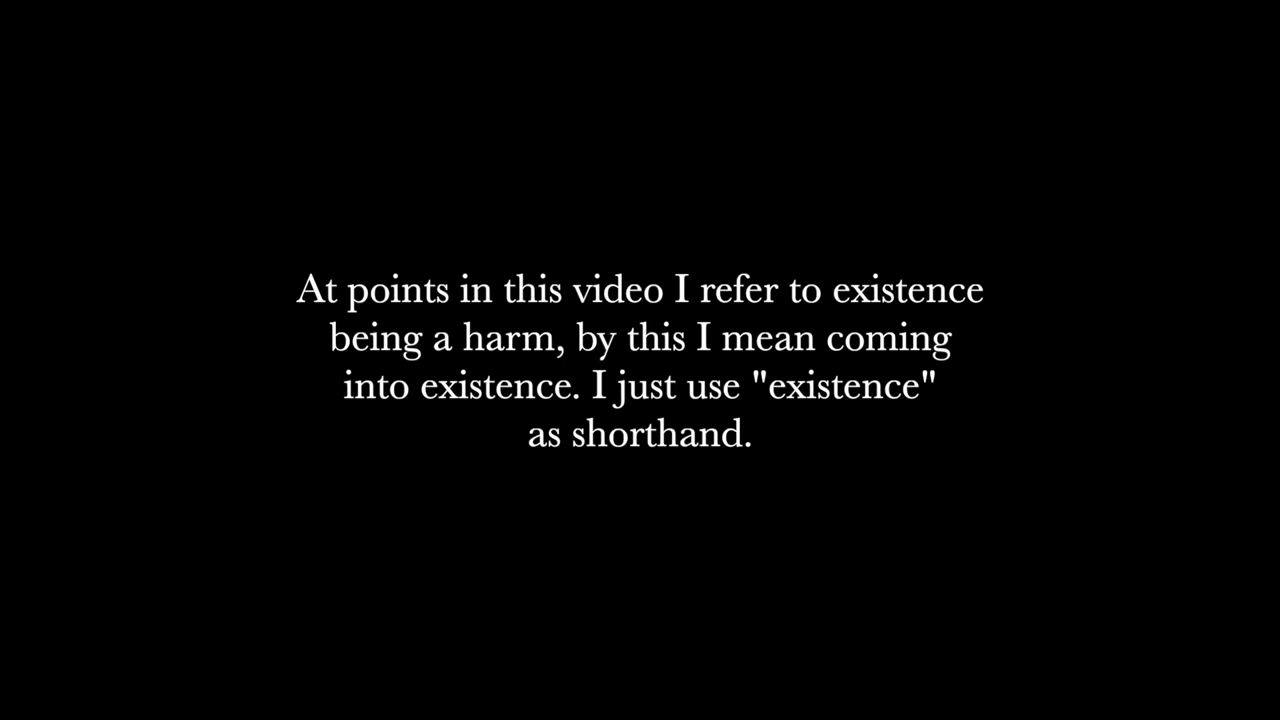 At points in this video I refer to existence
being a harm, by this I mean coming
into existence. I just use "existence"
as shorthand.